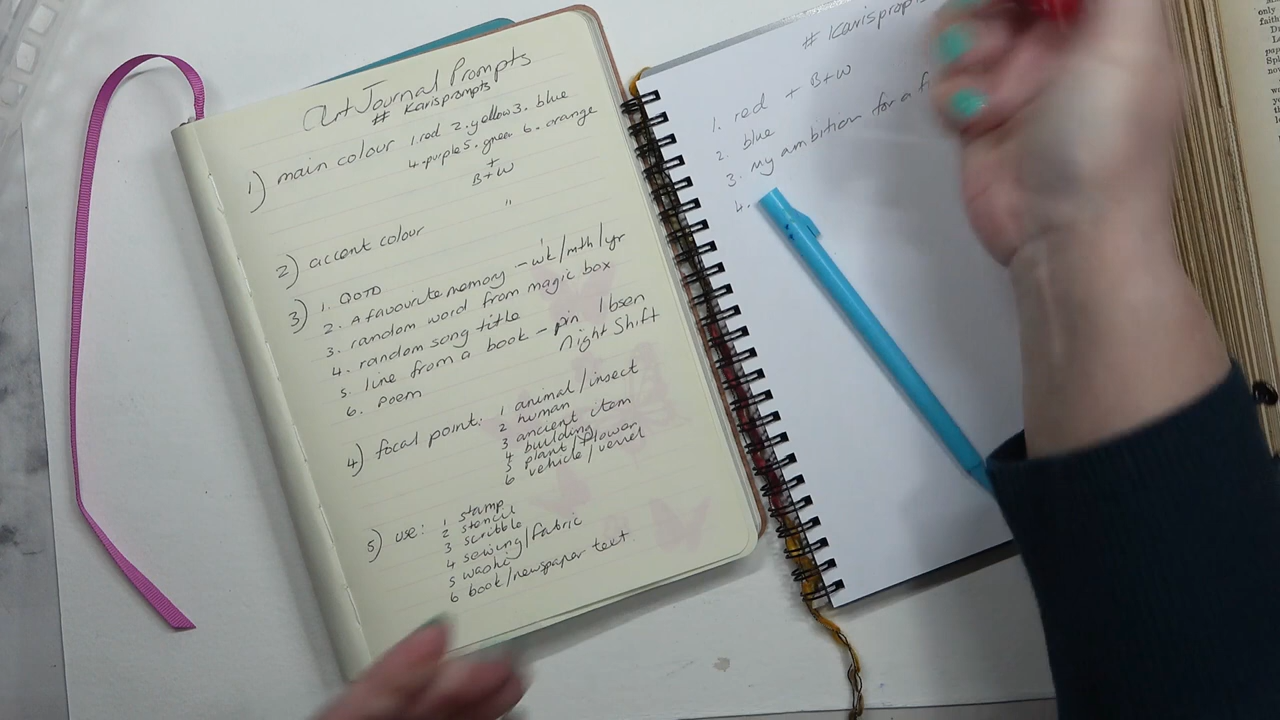 Art Journal Prompts
# Karisprompts
1) main colour 1. red 2. yellow 3. blue
4. purple 5. green 6. orange
+
B+W
2) accent colour "
3) 1. QOTD
2. A favourite memory - wk/mth/yr
3. random word from magic box
4. random song title
5. line from a book - pin Ibsen
6. Poem Night Shift
4) focal point: 1 animal/insect
2 human
3 ancient item
4 building
5 plant/flower
6 vehicle/vessel
5) use: 1 stamp
2 stencil
3 scribble
4 sewing/fabric
5 washi
6 book/newspaper text
# Karisprompts
1. red + B+W
2. blue
3. my ambition for a
4.
only
faith